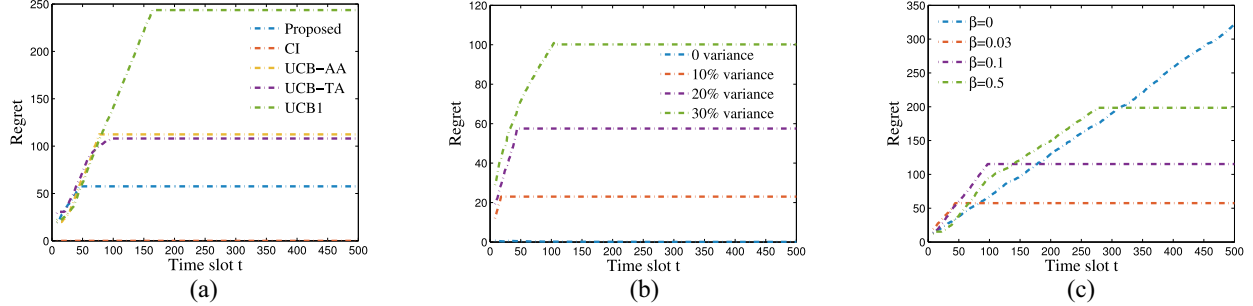 250
200
150
100
50
0
Regret
Proposed
CI
UCB-AA
UCB-TA
UCB1
0 50 100 150 200 250 300 350 400 450 500
Time slot t
(a)
120
100
80
60
40
20
0
Regret
0 variance
10% variance
20% variance
30% variance
0 50 100 150 200 250 300 350 400 450 500
Time slot t
(b)
350
300
250
200
150
100
50
0
Regret
β=0
β=0.03
β=0.1
β=0.5
0 50 100 150 200 250 300 350 400 450 500
Time slot t
(c)